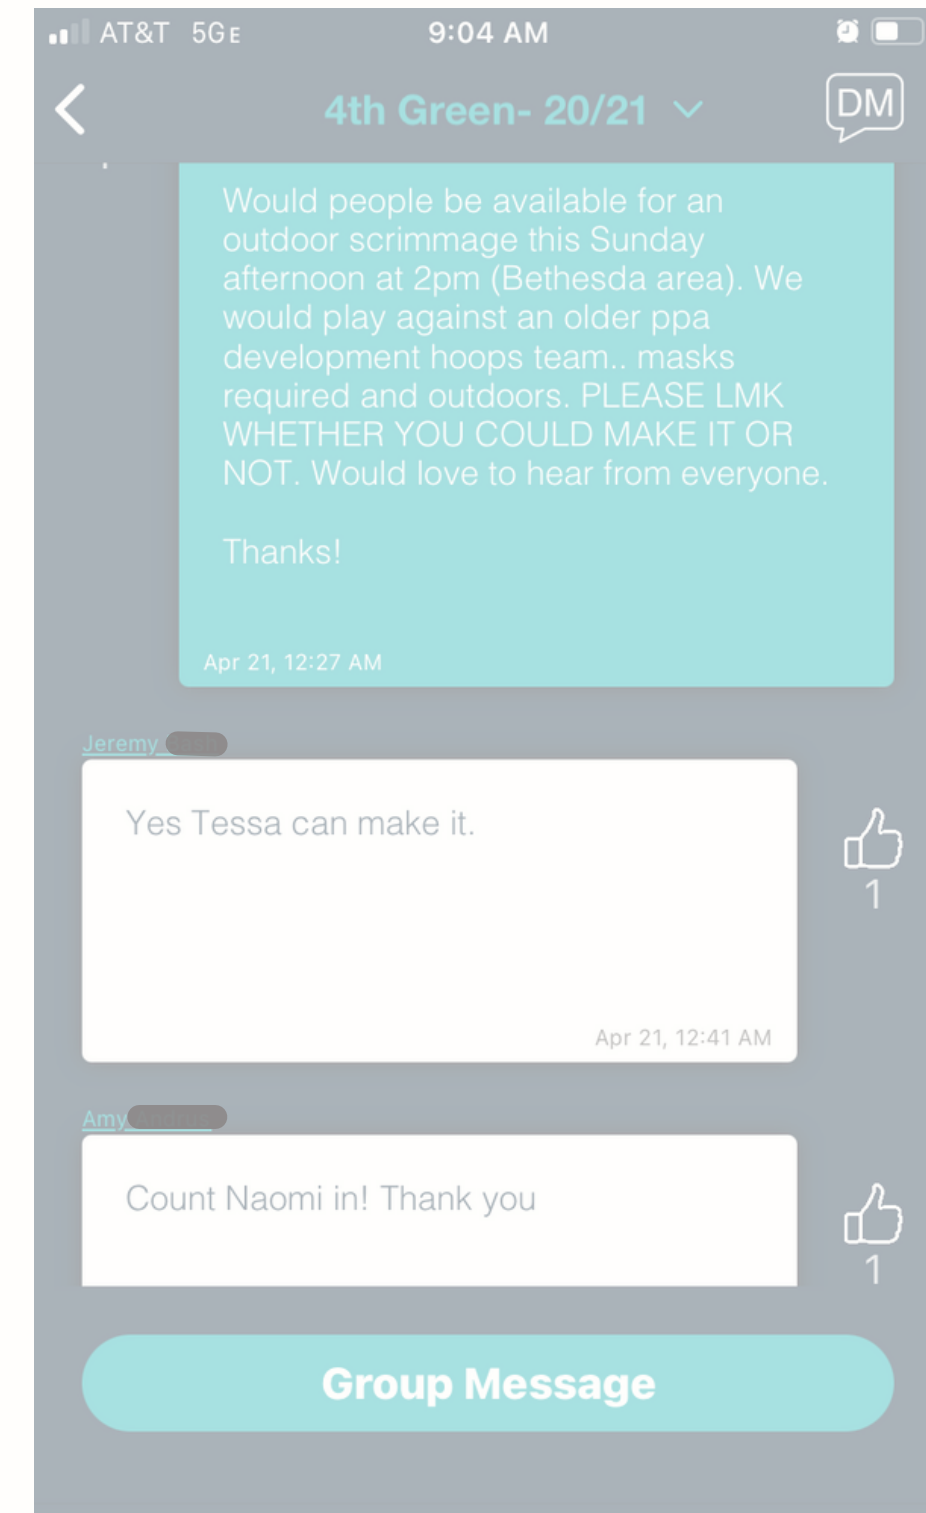 AT&T 5GE 9:04 AM
4th Green- 20/21 DM
Would people be available for an
outdoor scrimmage this Sunday
afternoon at 2pm (Bethesda area). We
would play against an older ppa
development hoops team.. masks
required and outdoors. PLEASE LMK
WHETHER YOU COULD MAKE IT OR
NOT. Would love to hear from everyone.
Thanks!
Apr 21, 12:27 AM
Jeremy
Yes Tessa can make it.
1
Apr 21, 12:41 AM
Amy
Count Naomi in! Thank you
1
Group Message